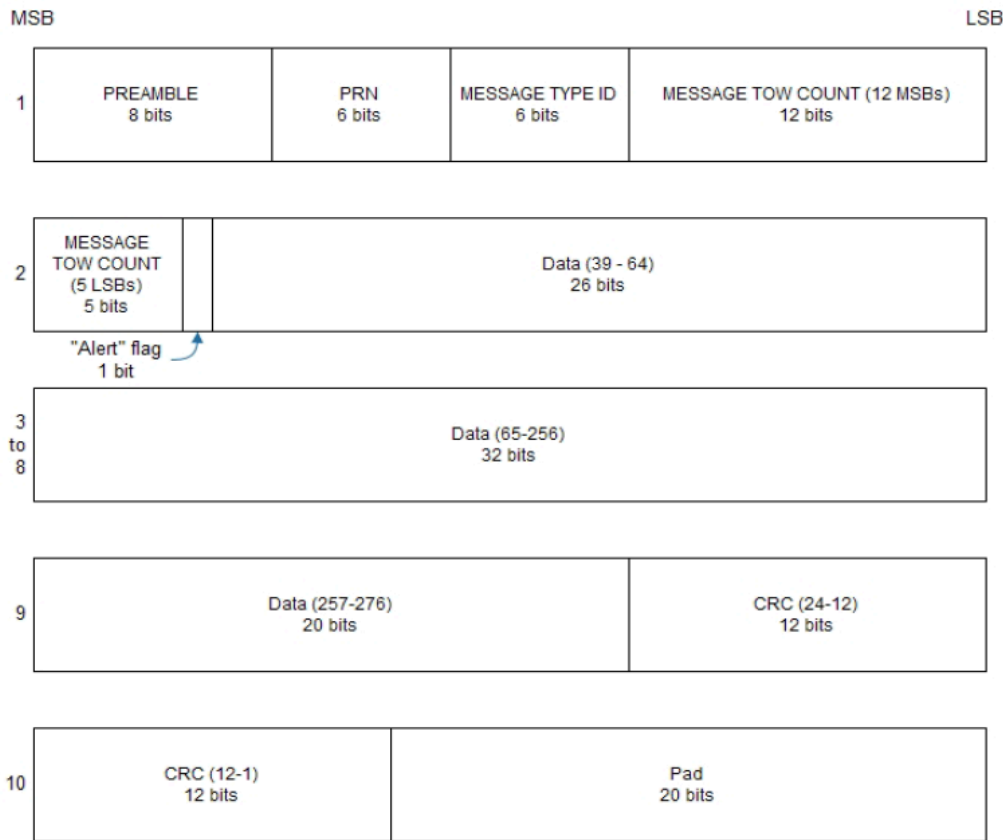 MSB
LSB
1
PREAMBLE
8 bits
PRN
6 bits
MESSAGE TYPE ID
6 bits
MESSAGE TOW COUNT (12 MSBs)
12 bits
2
MESSAGE
TOW COUNT
(5 LSBs)
5 bits
Data (39 - 64)
26 bits
"Alert" flag
1 bit
3
to
8
Data (65-256)
32 bits
9
Data (257-276)
20 bits
CRC (24-12)
12 bits
10
CRC (12-1)
12 bits
Pad
20 bits